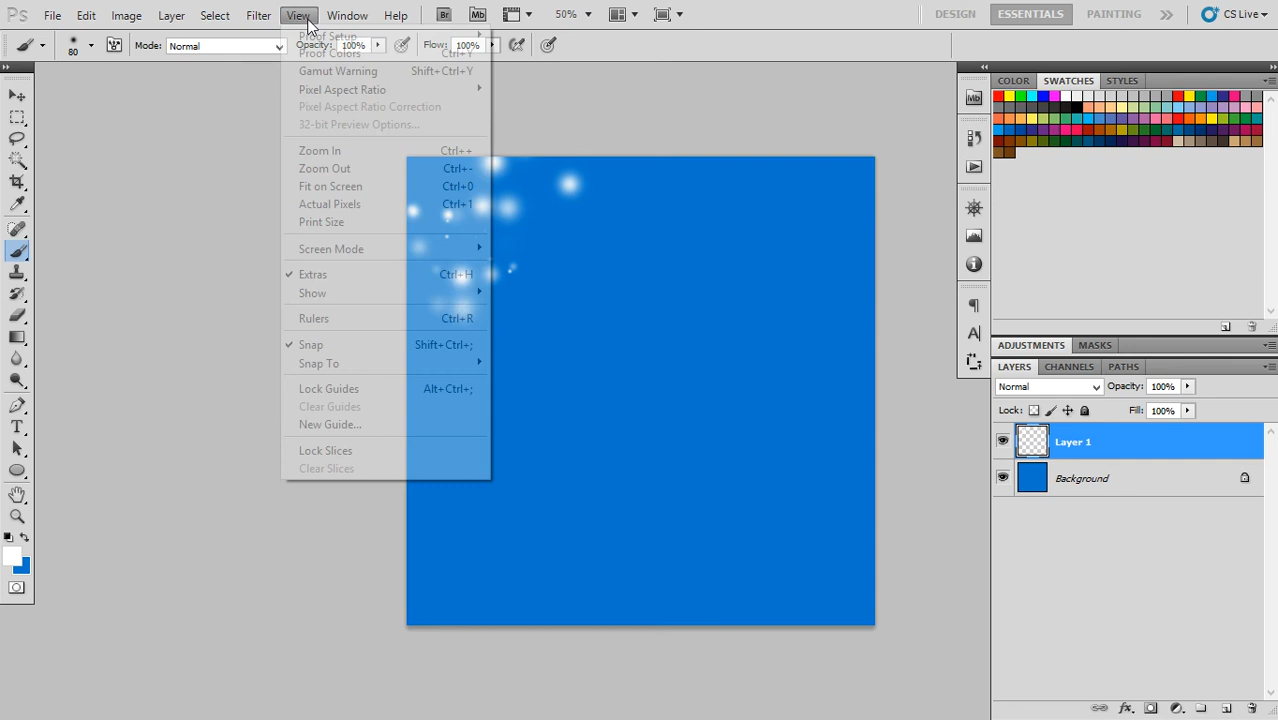 Ps File Edit Image Layer Select Filter View Window Help Br Mb 50% DESIGN ESSENTIALS PAINTING CS Live
80 Mode: Normal Opacity: 100% Flow: 100%
Proof Setup
Proof Colors Ctrl+Y
Gamut Warning Shift+Ctrl+Y
Pixel Aspect Ratio
Pixel Aspect Ratio Correction
32-bit Preview Options...
Zoom In Ctrl++
Zoom Out Ctrl+-
Fit on Screen Ctrl+0
Actual Pixels Ctrl+1
Print Size
Screen Mode
Extras Ctrl+H
Show
Rulers Ctrl+R
Snap Shift+Ctrl+;
Snap To
Lock Guides Alt+Ctrl+;
Clear Guides
New Guide...
Lock Slices
Clear Slices
Mb
COLOR SWATCHES STYLES
ADJUSTMENTS MASKS
LAYERS CHANNELS PATHS
Normal Opacity: 100%
Lock: Fill: 100%
Layer 1
Background